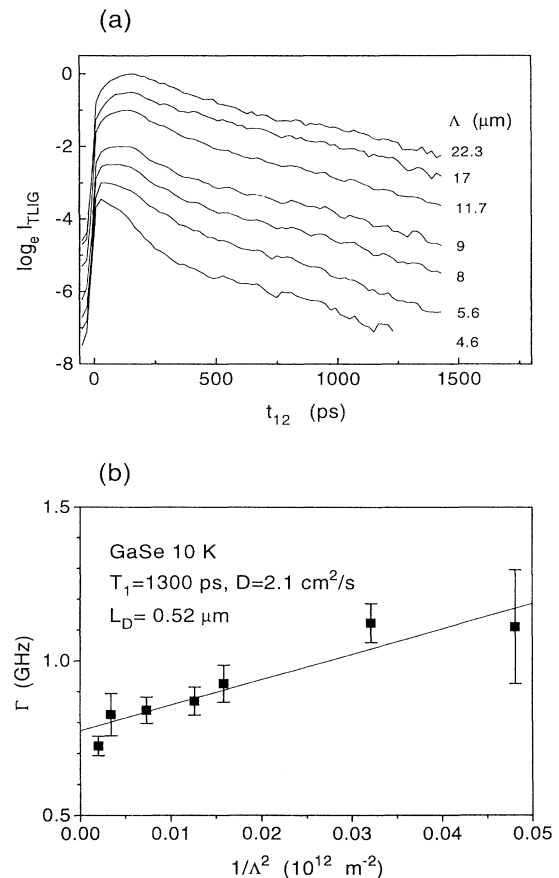 (a)
0
-2
-4
-6
-8
logₑ I_TLIG
Λ (μm)
22.3
17
11.7
9
8
5.6
4.6
0
500
1000
1500
t₁₂ (ps)
(b)
1.5
1.0
0.5
Γ (GHz)
GaSe 10 K
T₁=1300 ps, D=2.1 cm²/s
L_D= 0.52 μm
0.00
0.01
0.02
0.03
0.04
0.05
1/Λ² (10¹² m⁻²)